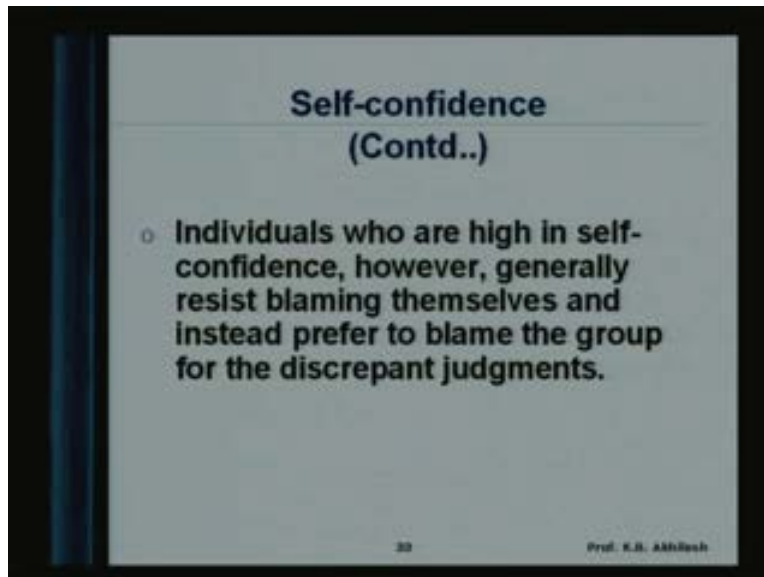 Self-confidence
(Contd..)
o Individuals who are high in self-
confidence, however, generally
resist blaming themselves and
instead prefer to blame the group
for the discrepant judgments.
Prof. K.B. Akhilesh